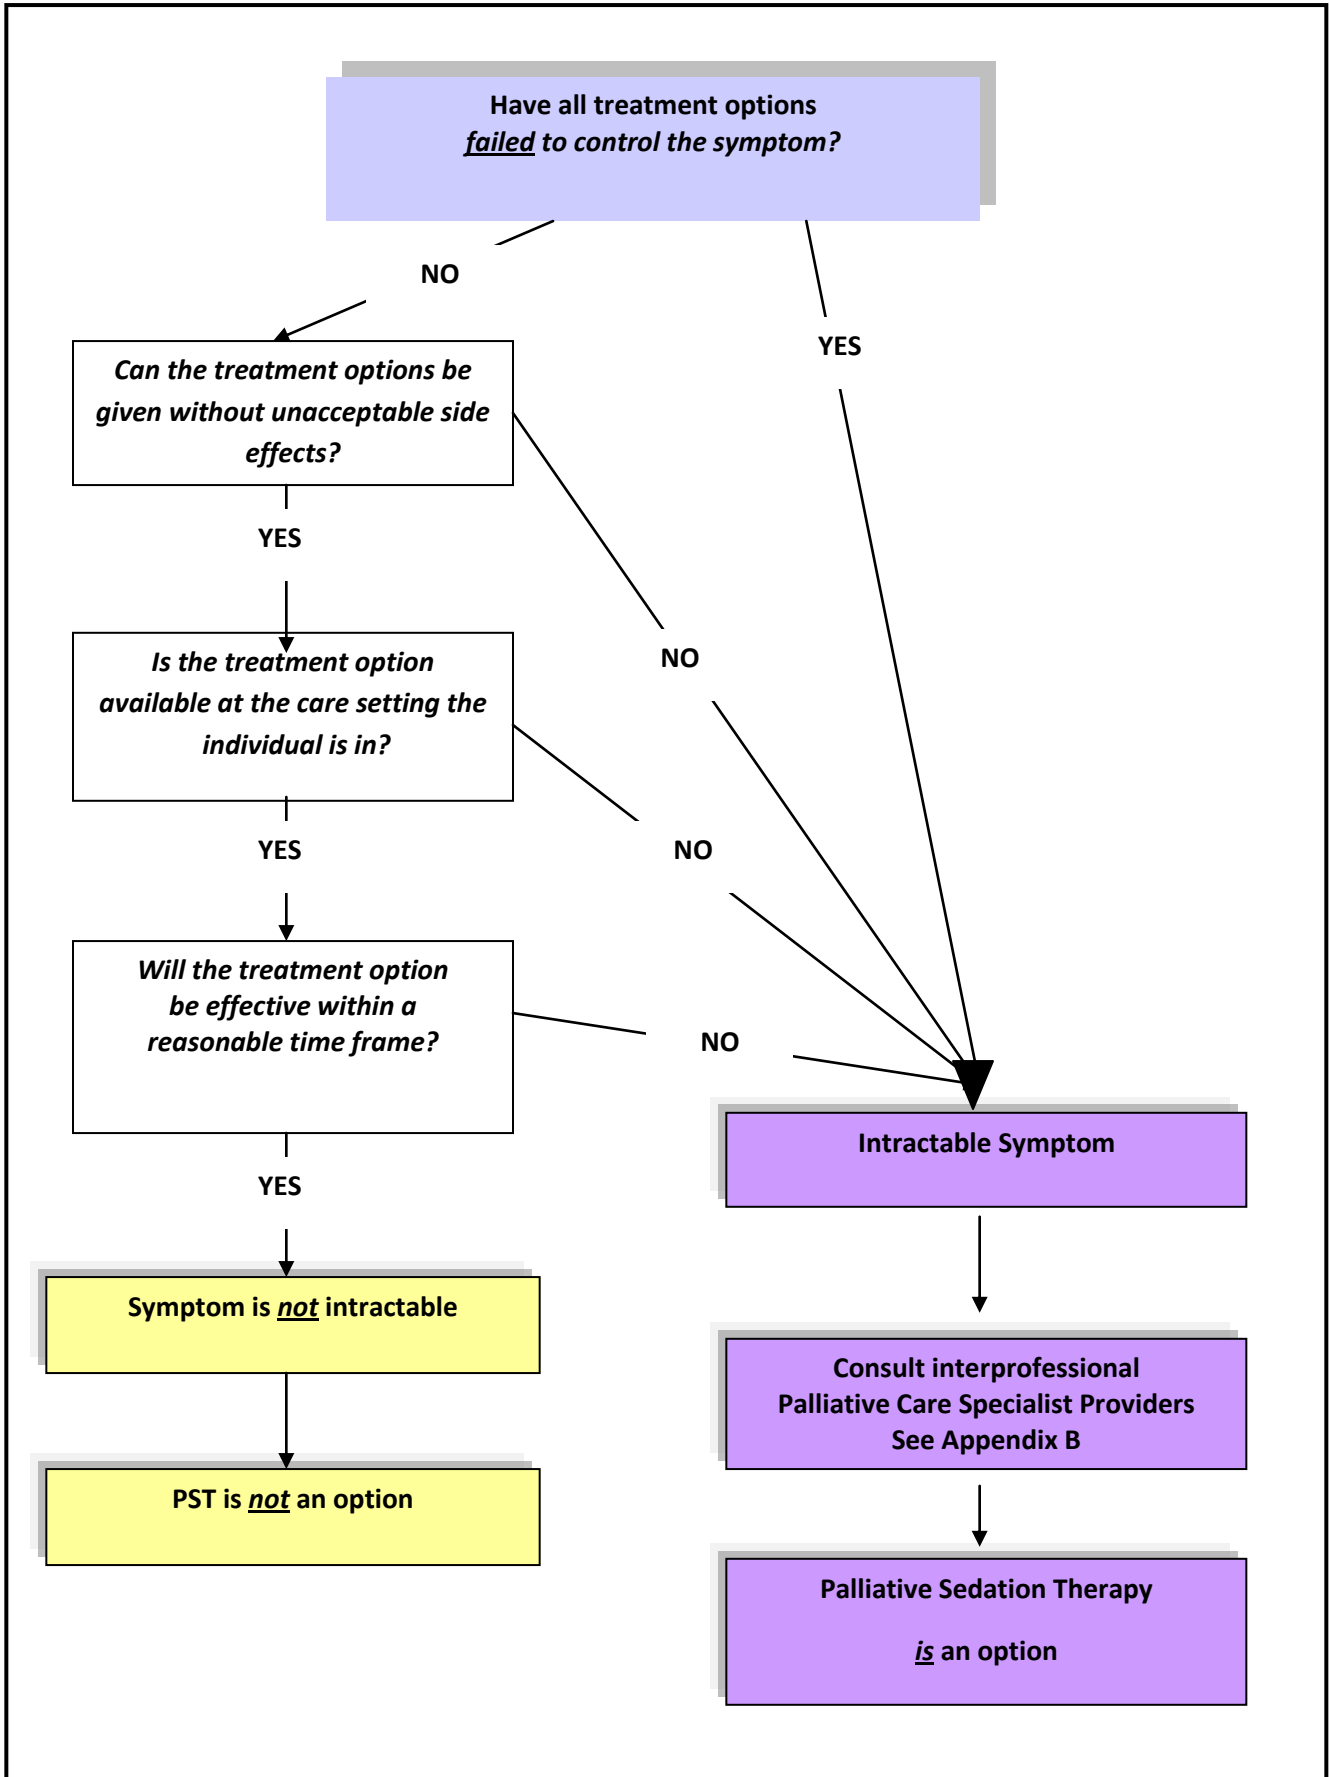 Have all treatment options
failed to control the symptom?
NO
YES
Can the treatment options be
given without unacceptable side
effects?
YES
NO
Is the treatment option
available at the care setting the
individual is in?
YES
NO
Will the treatment option
be effective within a
reasonable time frame?
NO
YES
Intractable Symptom
Symptom is not intractable
Consult interprofessional
Palliative Care Specialist Providers
See Appendix B
PST is not an option
Palliative Sedation Therapy
is an option